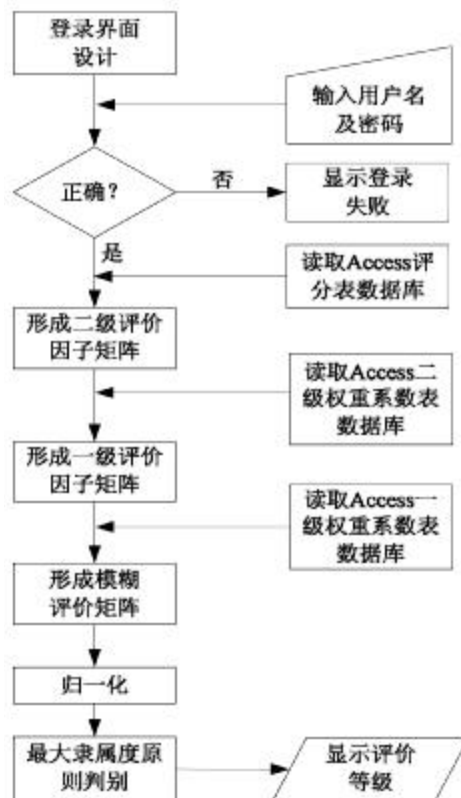 登录界面
设计
输入用户名
及密码
正确?
否
显示登录
失败
是
读取Access评
分表数据库
形成二级评价
因子矩阵
读取Access二
级权重系数表
数据库
形成一级评价
因子矩阵
读取Access一
级权重系数表
数据库
形成模糊
评价矩阵
归一化
最大隶属度原
则判别
显示评价
等级